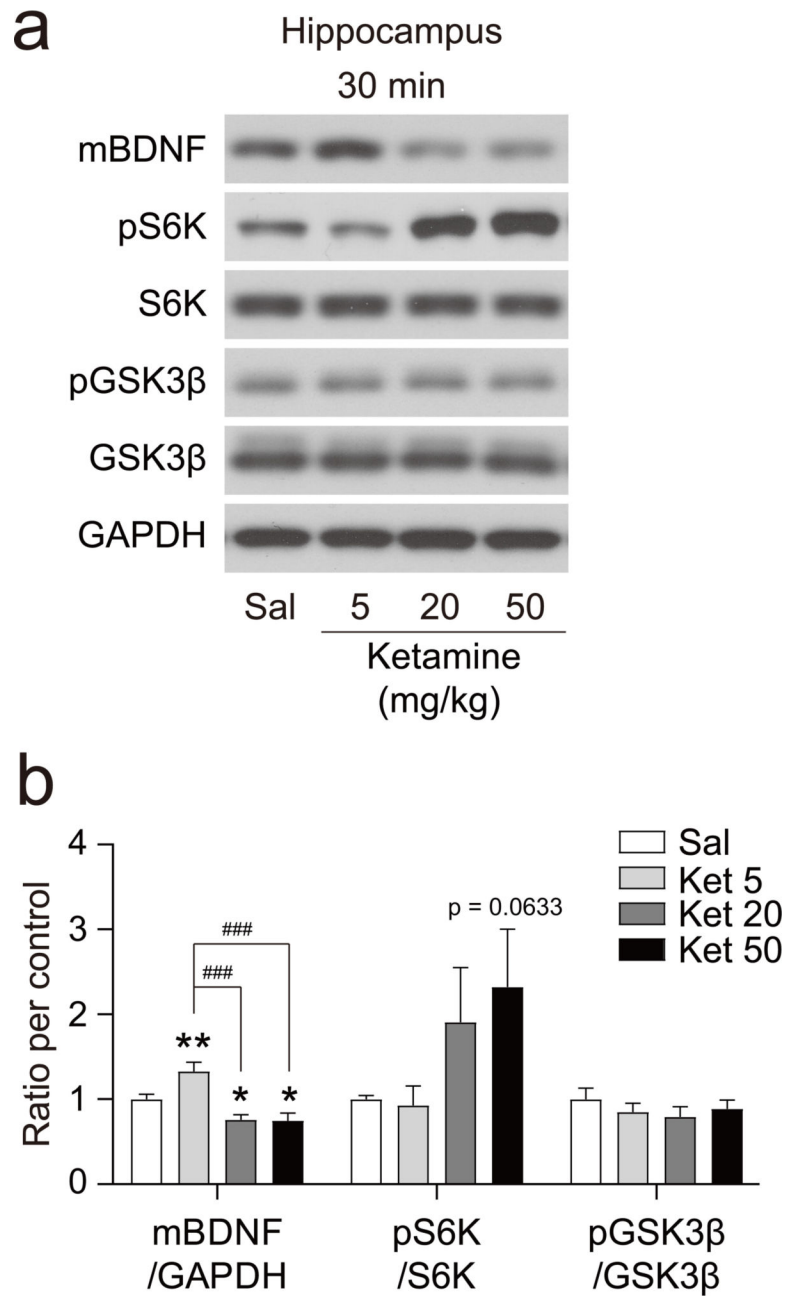 a
Hippocampus
30 min
mBDNF
pS6K
S6K
pGSK3β
GSK3β
GAPDH
Sal 5 20 50
Ketamine
(mg/kg)
b
Ratio per control
4
3
2
1
0
Sal
Ket 5
Ket 20
Ket 50
p = 0.0633
###
###
**
*
*
mBDNF
/GAPDH
pS6K
/S6K
pGSK3β
/GSK3β